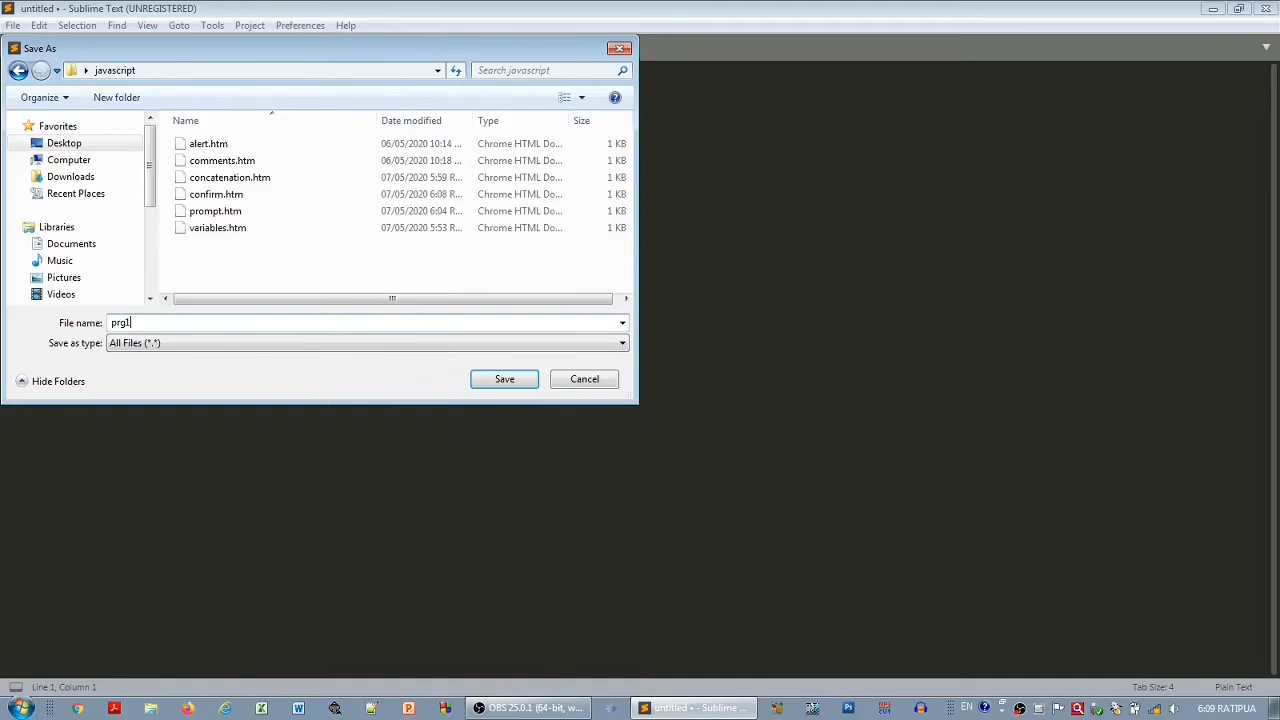 untitled • - Sublime Text (UNREGISTERED)
File Edit Selection Find View Goto Tools Project Preferences Help
Save As
javascript
Search javascript
Organize New folder
Name Date modified Type Size
Favorites
Desktop
Computer
Downloads
Recent Places
Libraries
Documents
Music
Pictures
Videos
alert.htm 06/05/2020 10:14 ... Chrome HTML Do... 1 KB
comments.htm 06/05/2020 10:18 ... Chrome HTML Do... 1 KB
concatenation.htm 07/05/2020 5:59 R... Chrome HTML Do... 1 KB
confirm.htm 07/05/2020 6:08 R... Chrome HTML Do... 1 KB
prompt.htm 07/05/2020 6:04 R... Chrome HTML Do... 1 KB
variables.htm 07/05/2020 5:53 R... Chrome HTML Do... 1 KB
File name: prg1
Save as type: All Files (*.*)
Hide Folders Save Cancel
Line 1, Column 1 Tab Size: 4 Plain Text
OBS 25.0.1 (64-bit, w... untitled • - Sublime ... EN 6:09 RATIPUA